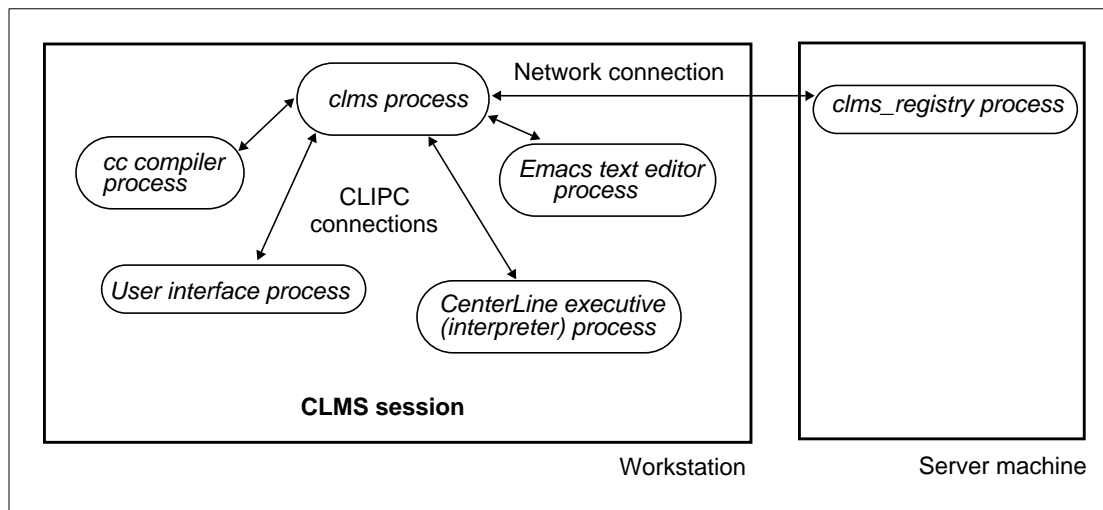 Network connection
clms process
clms_registry process
cc compiler
process
Emacs text editor
process
CLIPC
connections
User interface process
CenterLine executive
(interpreter) process
CLMS session
Workstation
Server machine